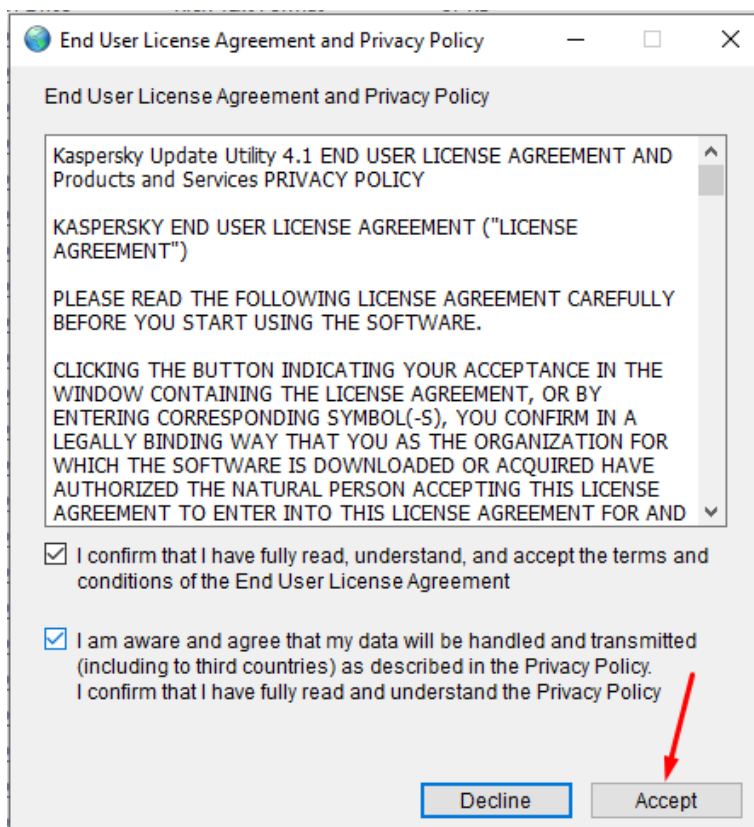 End User License Agreement and Privacy Policy
End User License Agreement and Privacy Policy
Kaspersky Update Utility 4.1 END USER LICENSE AGREEMENT AND
Products and Services PRIVACY POLICY
KASPERSKY END USER LICENSE AGREEMENT ("LICENSE
AGREEMENT")
PLEASE READ THE FOLLOWING LICENSE AGREEMENT CAREFULLY
BEFORE YOU START USING THE SOFTWARE.
CLICKING THE BUTTON INDICATING YOUR ACCEPTANCE IN THE
WINDOW CONTAINING THE LICENSE AGREEMENT, OR BY
ENTERING CORRESPONDING SYMBOL(-S), YOU CONFIRM IN A
LEGALLY BINDING WAY THAT YOU AS THE ORGANIZATION FOR
WHICH THE SOFTWARE IS DOWNLOADED OR ACQUIRED HAVE
AUTHORIZED THE NATURAL PERSON ACCEPTING THIS LICENSE
AGREEMENT TO ENTER INTO THIS LICENSE AGREEMENT FOR AND
I confirm that I have fully read, understand, and accept the terms and
conditions of the End User License Agreement
I am aware and agree that my data will be handled and transmitted
(including to third countries) as described in the Privacy Policy.
I confirm that I have fully read and understand the Privacy Policy
Decline
Accept